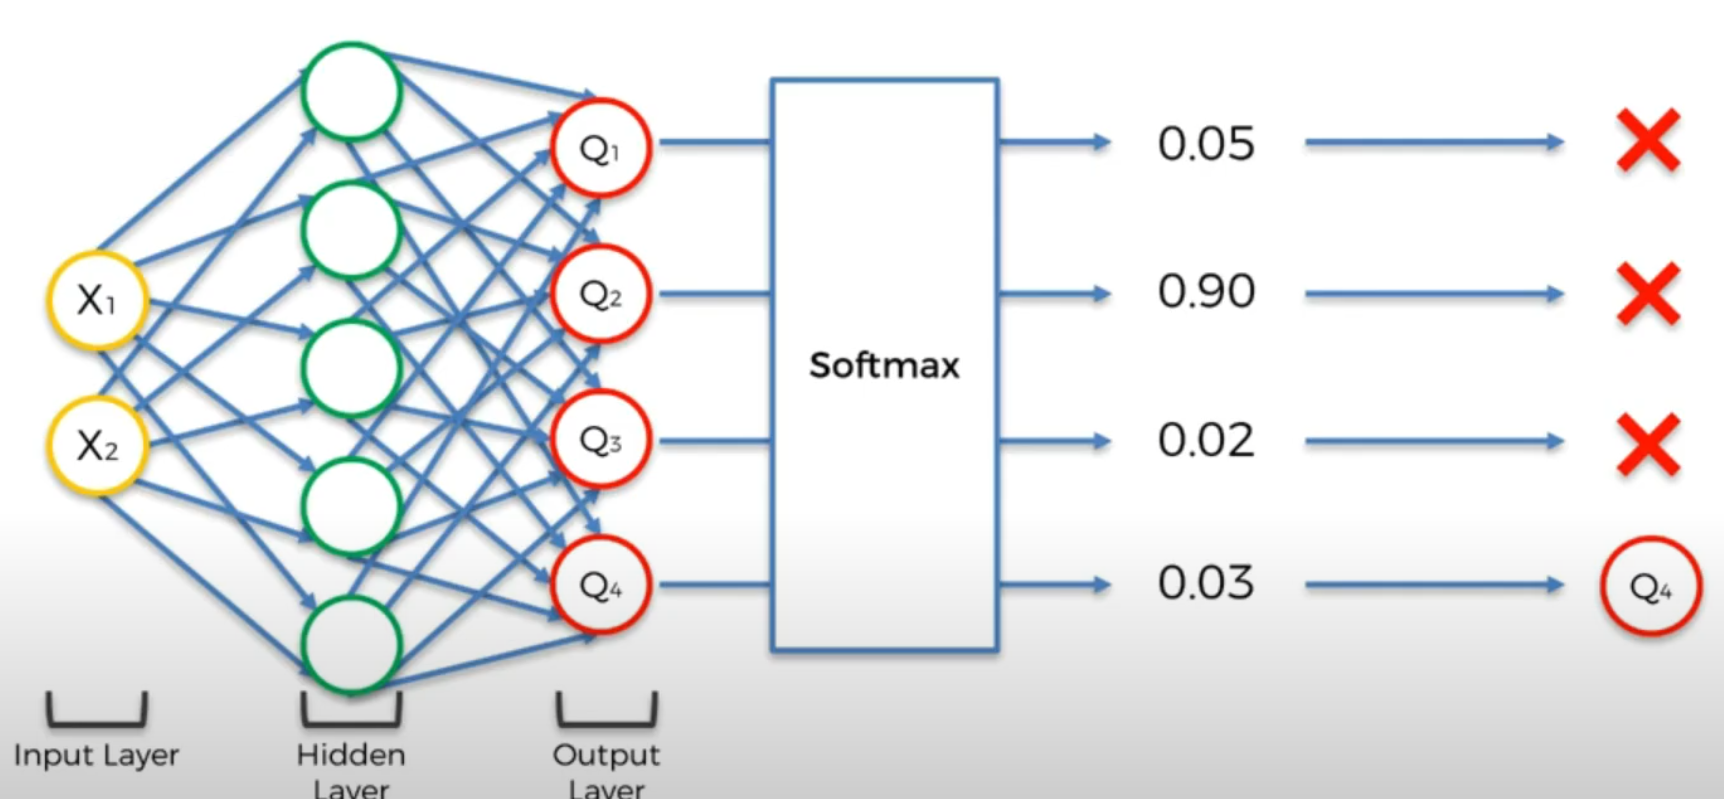 Q1
0.05
X1
Q2
0.90
Softmax
X2
Q3
0.02
Q4
0.03
Q4
Input Layer
Hidden
Layer
Output
Layer